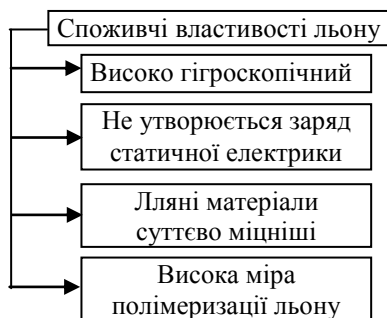 Споживчі властивості льону
Високо гігроскопічний
Не утворюється заряд
статичної електрики
Лляні матеріали
суттєво міцніші
Висока міра
полімеризації льону